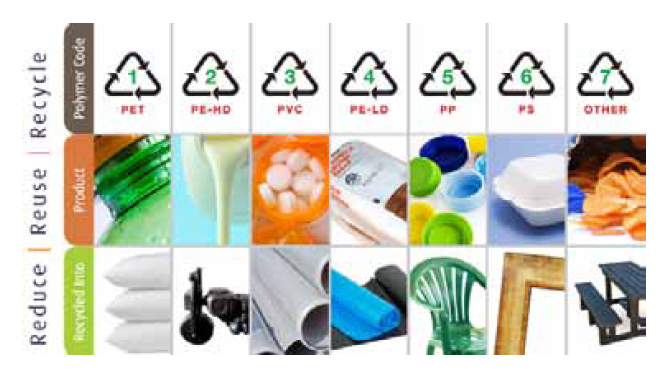 Reduce | Reuse | Recycle
Polymer Code
1
PET
2
PE-HD
3
PVC
4
PE-LD
5
PP
6
PS
7
OTHER
Product
Recycled Into